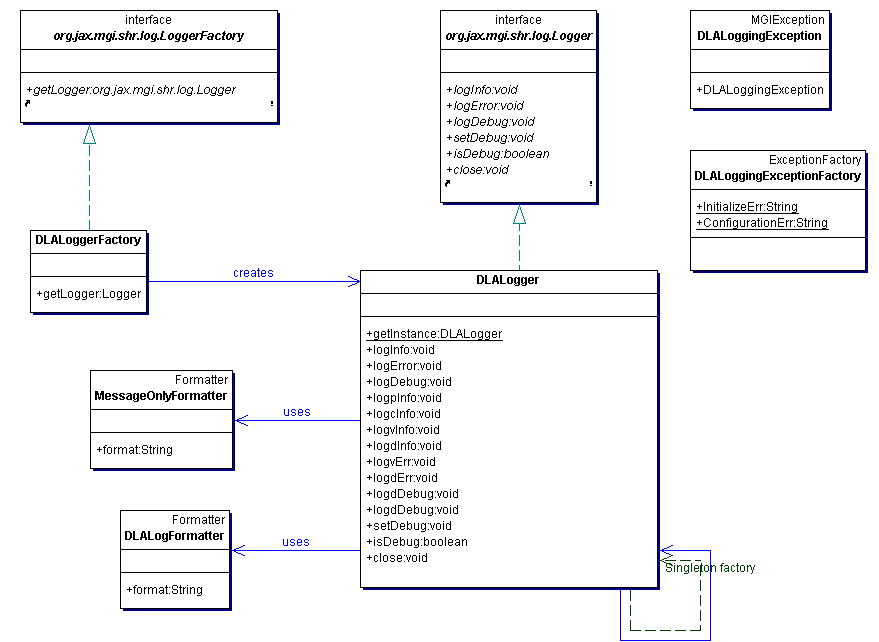 interface
org.jax.mgi.shr.log.LoggerFactory
+getLogger:org.jax.mgi.shr.log.Logger
interface
org.jax.mgi.shr.log.Logger
+logInfo:void
+logError:void
+logDebug:void
+setDebug:void
+isDebug:boolean
+close:void
MGIException
DLALoggingException
+DLALoggingException
ExceptionFactory
DLALoggingExceptionFactory
+InitializeErr:String
+ConfigurationErr:String
DLALoggerFactory
+getLogger:Logger
creates
DLALogger
+getInstance:DLALogger
+logInfo:void
+logError:void
+logDebug:void
+logpInfo:void
+logcInfo:void
+logvInfo:void
+logdInfo:void
+logvErr:void
+logdErr:void
+logdDebug:void
+logdDebug:void
+setDebug:void
+isDebug:boolean
+close:void
Formatter
MessageOnlyFormatter
+format:String
uses
Formatter
DLALogFormatter
+format:String
uses
Singleton factory